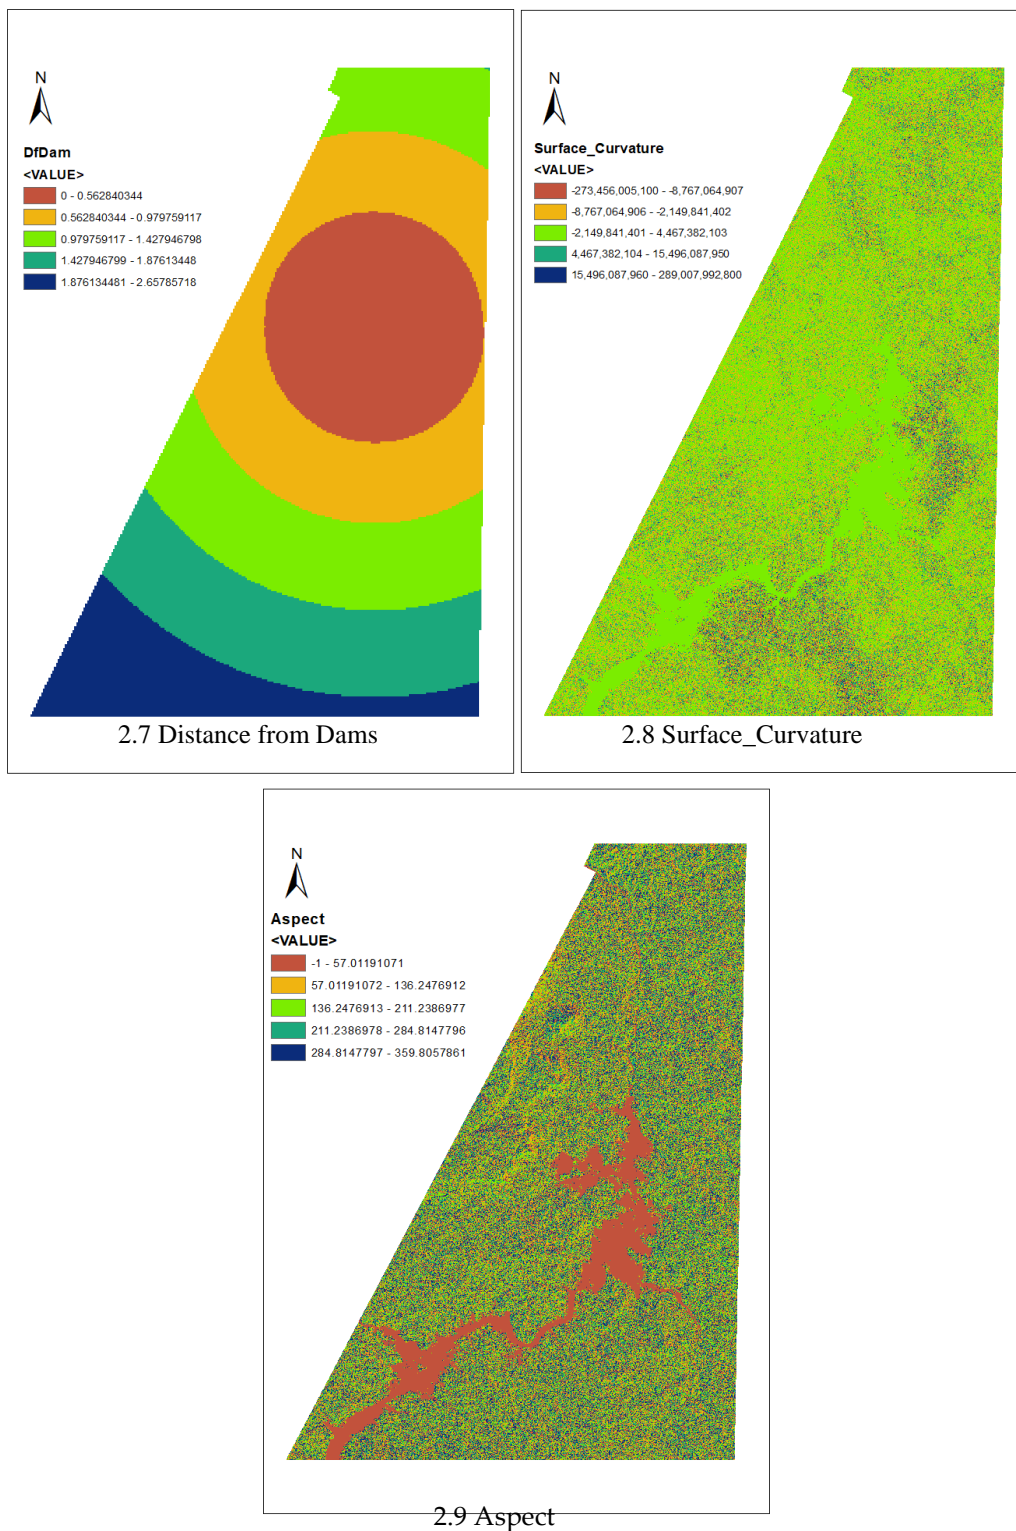 N
DfDam
<VALUE>
0 - 0.562840344
0.562840344 - 0.979759117
0.979759117 - 1.427946798
1.427946799 - 1.87613448
1.876134481 - 2.65785718
2.7 Distance from Dams
N
Surface_Curvature
<VALUE>
-273,456,005,100 - -8,767,064,907
-8,767,064,906 - -2,149,841,402
-2,149,841,401 - 4,467,382,103
4,467,382,104 - 15,496,087,950
15,496,087,960 - 289,007,992,800
2.8 Surface_Curvature
N
Aspect
<VALUE>
-1 - 57.01191071
57.01191072 - 136.2476912
136.2476913 - 211.2386977
211.2386978 - 284.8147796
284.8147797 - 359.8057861
2.9 Aspect